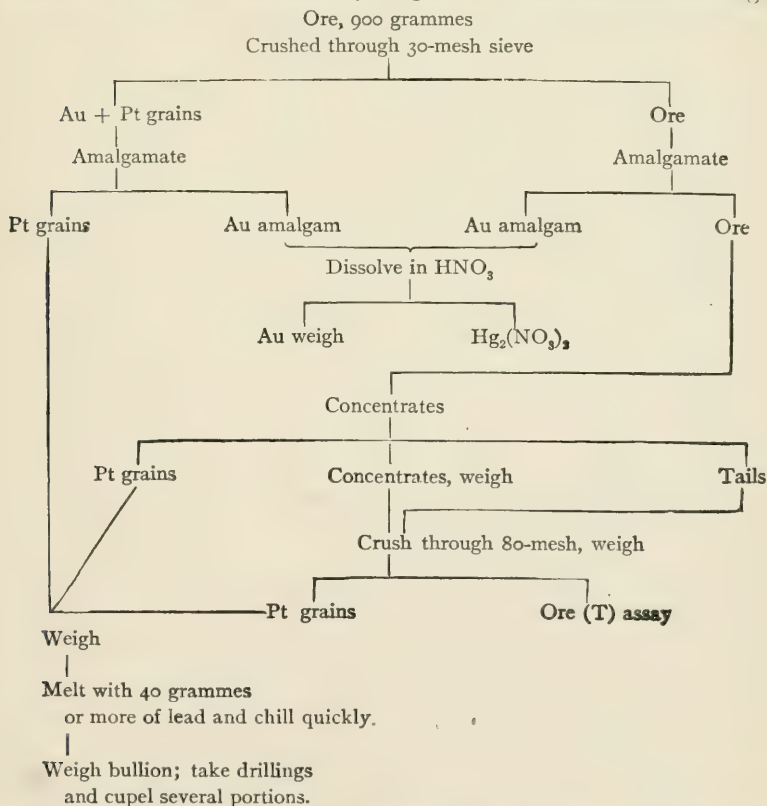 Ore, 900 grammes
Crushed through 30-mesh sieve
Au + Pt grains Ore
Amalgamate Amalgamate
Pt grains Au amalgam Au amalgam Ore
Dissolve in HNO₃
Au weigh Hg₂(NO₃)₂
Concentrates
Pt grains Concentrates, weigh Tails
Crush through 80-mesh, weigh
Pt grains Ore (T) assay
Weigh
Melt with 40 grammes
or more of lead and chill quickly.
Weigh bullion; take drillings
and cupel several portions.